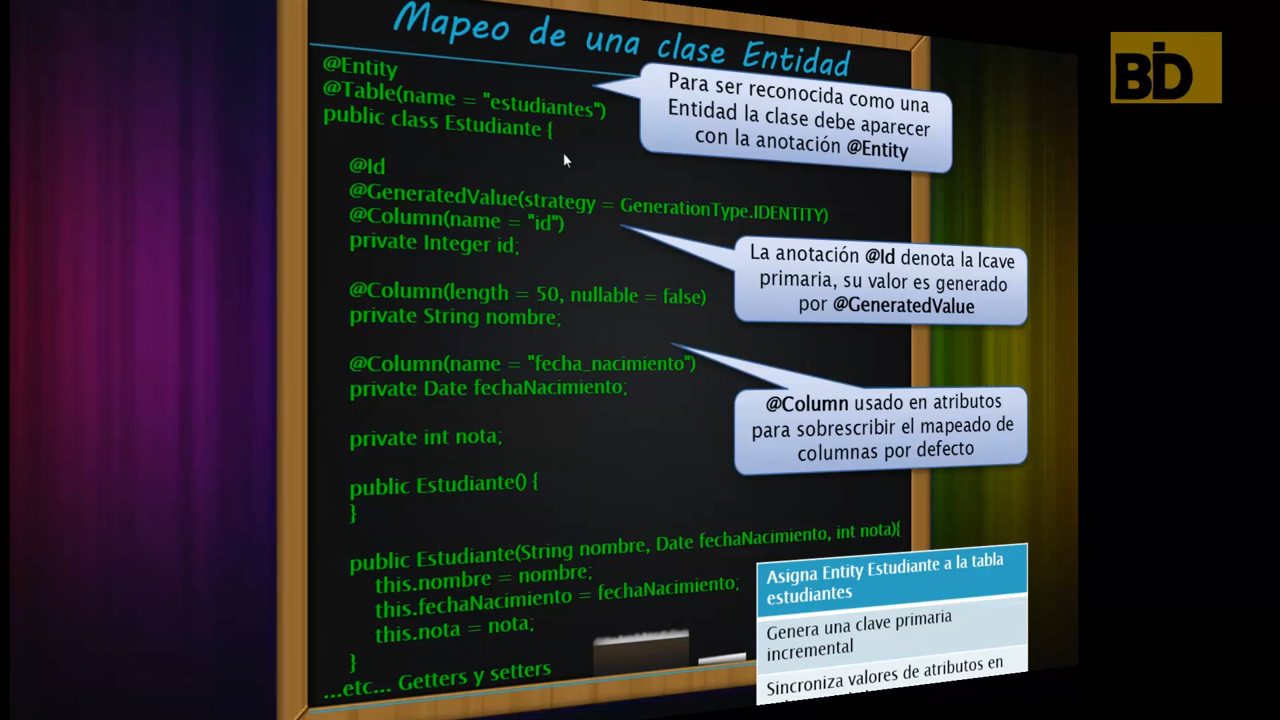 Mapeo de una clase Entidad
BID
@Entity
@Table(name = "estudiantes")
public class Estudiante {
Para ser reconocida como una
Entidad la clase debe aparecer
con la anotación @Entity
@Id
@GeneratedValue(strategy = GenerationType.IDENTITY)
@Column(name = "id")
private Integer id;
La anotación @Id denota la lcave
primaria, su valor es generado
por @GeneratedValue
@Column(length = 50, nullable = false)
private String nombre;
@Column(name = "fecha_nacimiento")
private Date fechaNacimiento;
@Column usado en atributos
para sobrescribir el mapeado de
columnas por defecto
private int nota;
public Estudiante() {
}
public Estudiante(String nombre, Date fechaNacimiento, int nota){
this.nombre = nombre;
this.fechaNacimiento = fechaNacimiento;
this.nota = nota;
}
...etc... Getters y setters
Asigna Entity Estudiante a la tabla
estudiantes
Genera una clave primaria
incremental
Sincroniza valores de atributos en